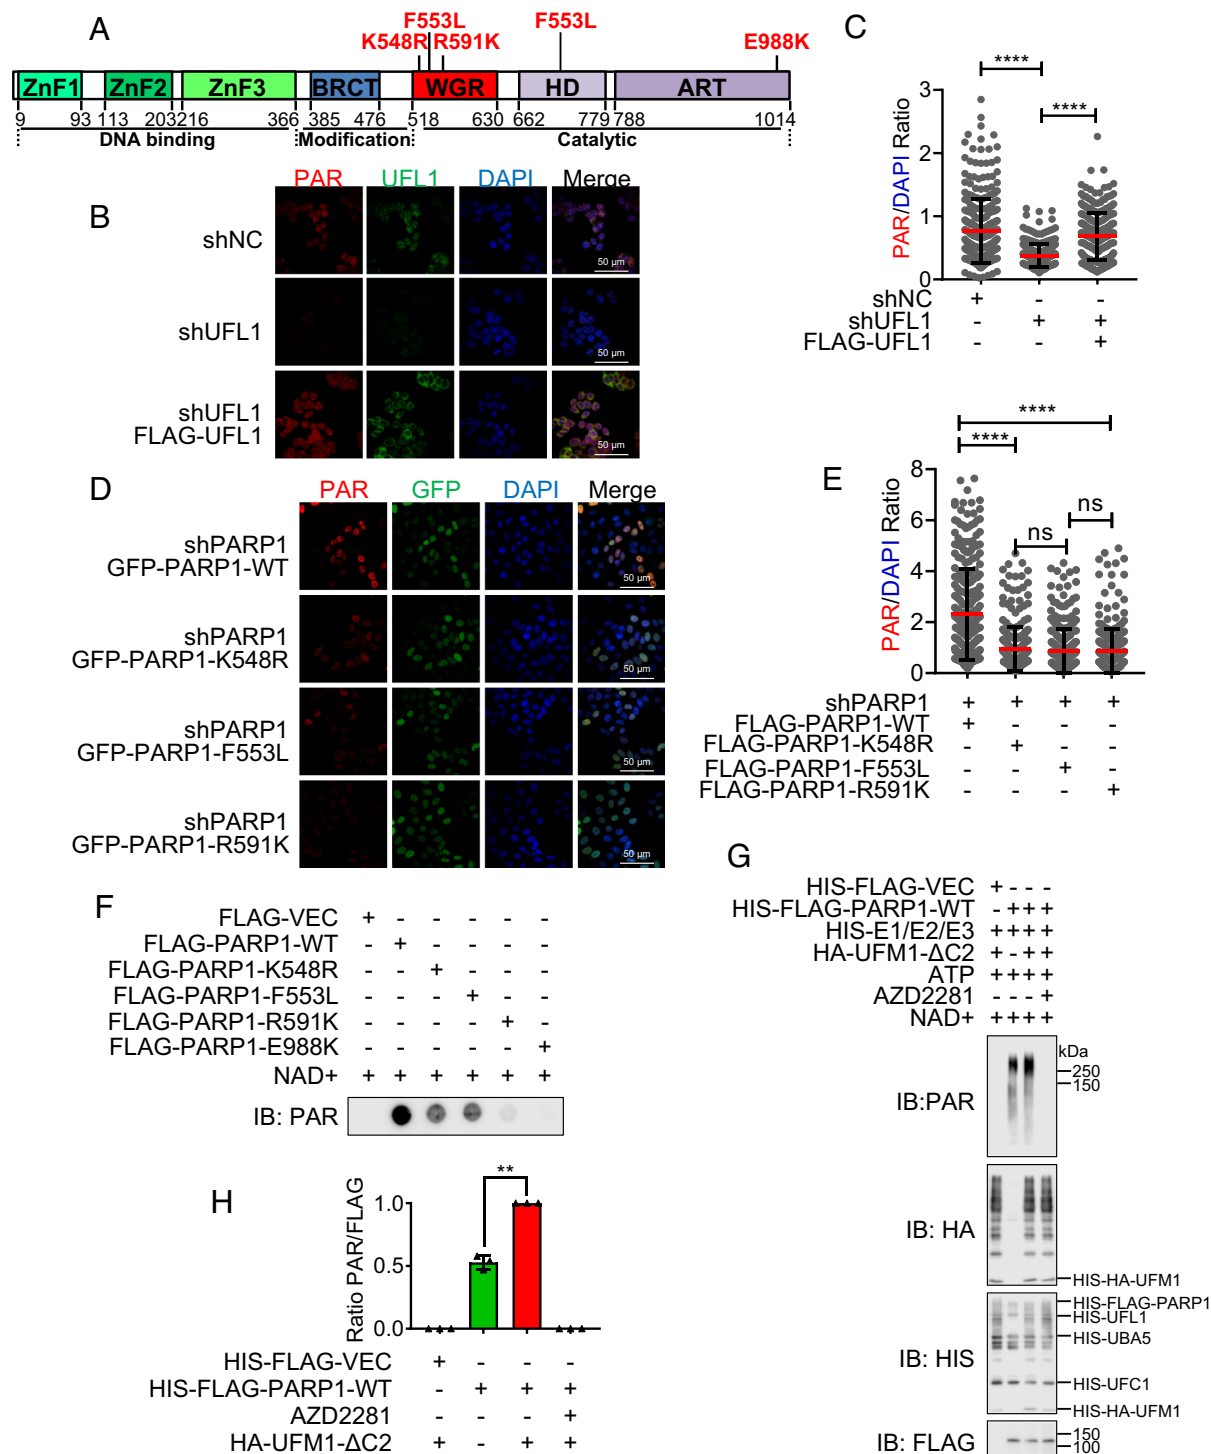 A
F553L F553L
K548R R591K E988K
ZnF1 ZnF2 ZnF3 BRCT WGR HD ART
9 93 113 203 216 366 385 476 518 630 662 779 788 1014
DNA binding Modification Catalytic
B
PAR UFL1 DAPI Merge
shNC
50 µm
shUFL1
50 µm
shUFL1
FLAG-UFL1
50 µm
C
**** ****
PAR/DAPI Ratio
3
2
1
0
shNC + - -
shUFL1 - + +
FLAG-UFL1 - - +
D
PAR GFP DAPI Merge
shPARP1
GFP-PARP1-WT
50 µm
shPARP1
GFP-PARP1-K548R
50 µm
shPARP1
GFP-PARP1-F553L
50 µm
shPARP1
GFP-PARP1-R591K
50 µm
E
****
****
ns
ns
PAR/DAPI Ratio
8
6
4
2
0
shPARP1 + + + +
FLAG-PARP1-WT + - - -
FLAG-PARP1-K548R - + - -
FLAG-PARP1-F553L - - + -
FLAG-PARP1-R591K - - - +
F
FLAG-VEC + - - - - -
FLAG-PARP1-WT - + - - - -
FLAG-PARP1-K548R - - + - - -
FLAG-PARP1-F553L - - - + - -
FLAG-PARP1-R591K - - - - + -
FLAG-PARP1-E988K - - - - - +
NAD+ + + + + + +
IB: PAR
G
HIS-FLAG-VEC + - - -
HIS-FLAG-PARP1-WT - + + +
HIS-E1/E2/E3 + + + +
HA-UFM1-ΔC2 + - + +
ATP + + + +
AZD2281 - - - +
NAD+ + + + +
kDa
250
150
IB:PAR
IB: HA
HIS-HA-UFM1
HIS-FLAG-PARP1
HIS-UFL1
HIS-UBA5
IB: HIS
HIS-UFC1
HIS-HA-UFM1
150
100
IB: FLAG
H
**
Ratio PAR/FLAG
1.0
0.5
0.0
HIS-FLAG-VEC + - - -
HIS-FLAG-PARP1-WT - + + +
AZD2281 - - - +
HA-UFM1-ΔC2 + - + +